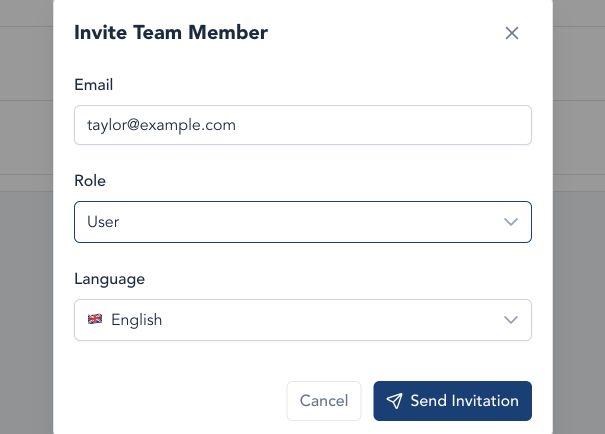 Invite Team Member
Email
taylor@example.com
Role
User
Language
English
Cancel
Send Invitation